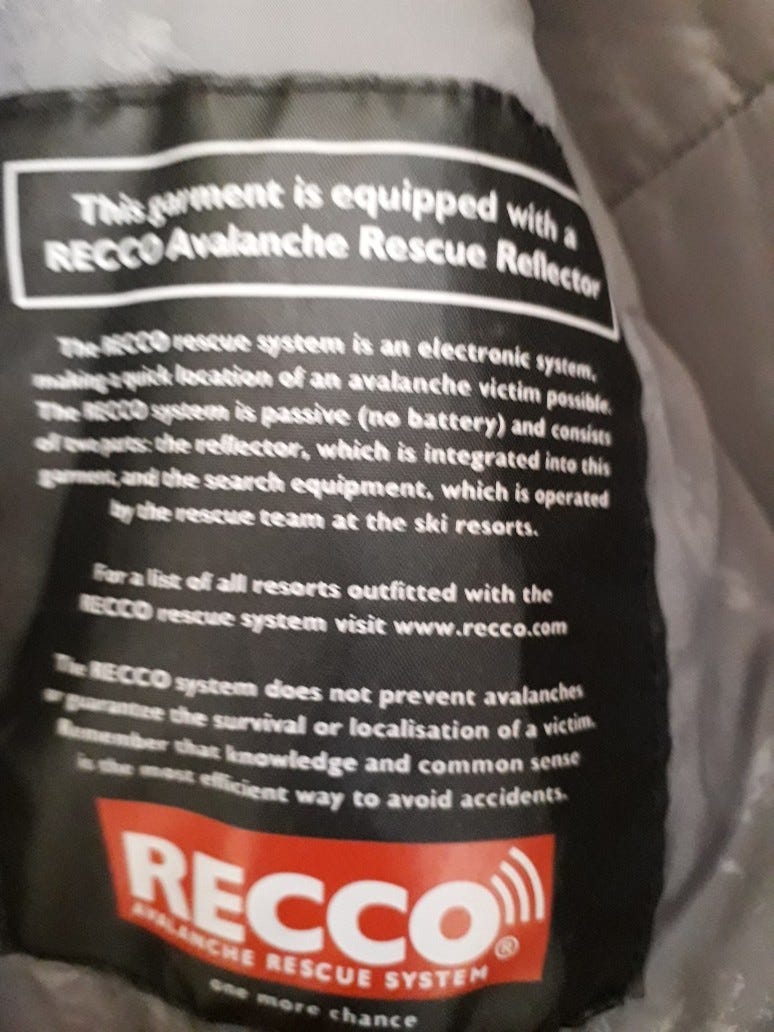 This garment is equipped with a
RECCO Avalanche Rescue Reflector
The RECCO rescue system is an electronic system,
making a quick location of an avalanche victim possible.
The RECCO system is passive (no battery) and consists
of two parts: the reflector, which is integrated into this
garment, and the search equipment, which is operated
by the rescue team at the ski resorts.
For a list of all resorts outfitted with the
RECCO rescue system visit www.recco.com
The RECCO system does not prevent avalanches
or guarantee the survival or localisation of a victim.
Remember that knowledge and common sense
is the most efficient way to avoid accidents.
RECCO®
AVALANCHE RESCUE SYSTEM
one more chance